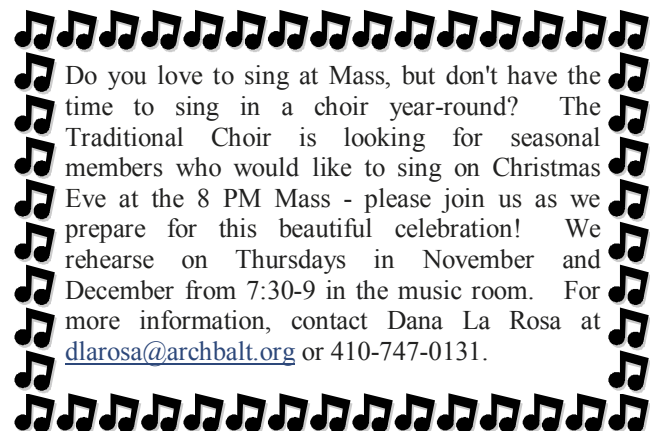 Do you love to sing at Mass, but don't have the
time to sing in a choir year-round? The
Traditional Choir is looking for seasonal
members who would like to sing on Christmas
Eve at the 8 PM Mass - please join us as we
prepare for this beautiful celebration! We
rehearse on Thursdays in November and
December from 7:30-9 in the music room. For
more information, contact Dana La Rosa at
dlarosa@archbalt.org or 410-747-0131.